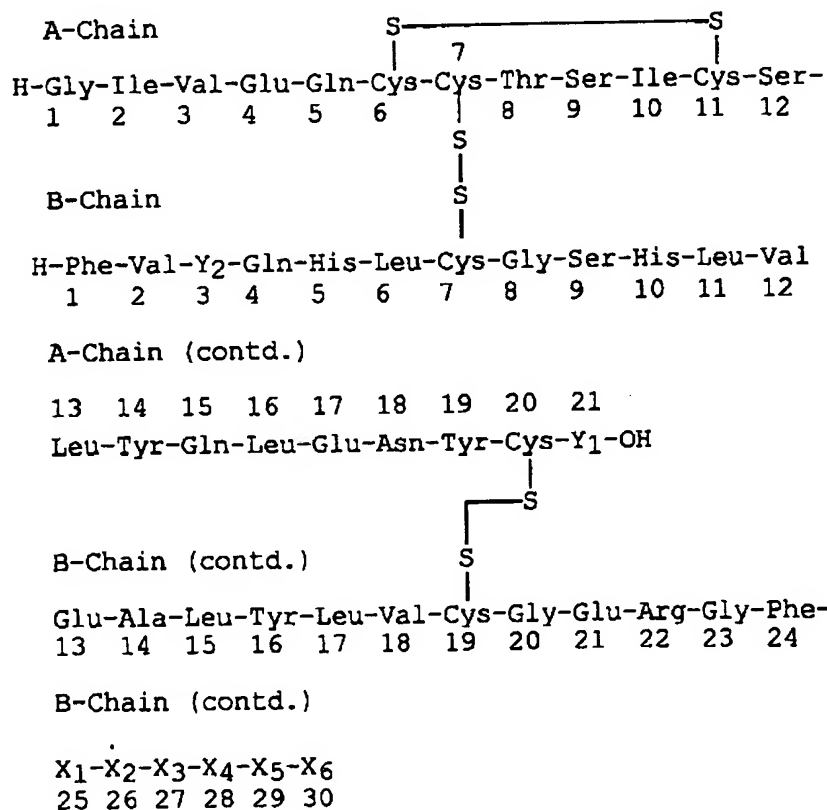 A-Chain
S S
7
H-Gly-Ile-Val-Glu-Gln-Cys-Cys-Thr-Ser-Ile-Cys-Ser-
1 2 3 4 5 6 8 9 10 11 12
S
S
B-Chain
H-Phe-Val-Y2-Gln-His-Leu-Cys-Gly-Ser-His-Leu-Val
1 2 3 4 5 6 7 8 9 10 11 12
A-Chain (contd.)
13 14 15 16 17 18 19 20 21
Leu-Tyr-Gln-Leu-Glu-Asn-Tyr-Cys-Y1-OH
S
S
B-Chain (contd.)
Glu-Ala-Leu-Tyr-Leu-Val-Cys-Gly-Glu-Arg-Gly-Phe-
13 14 15 16 17 18 19 20 21 22 23 24
B-Chain (contd.)
X1-X2-X3-X4-X5-X6
25 26 27 28 29 30